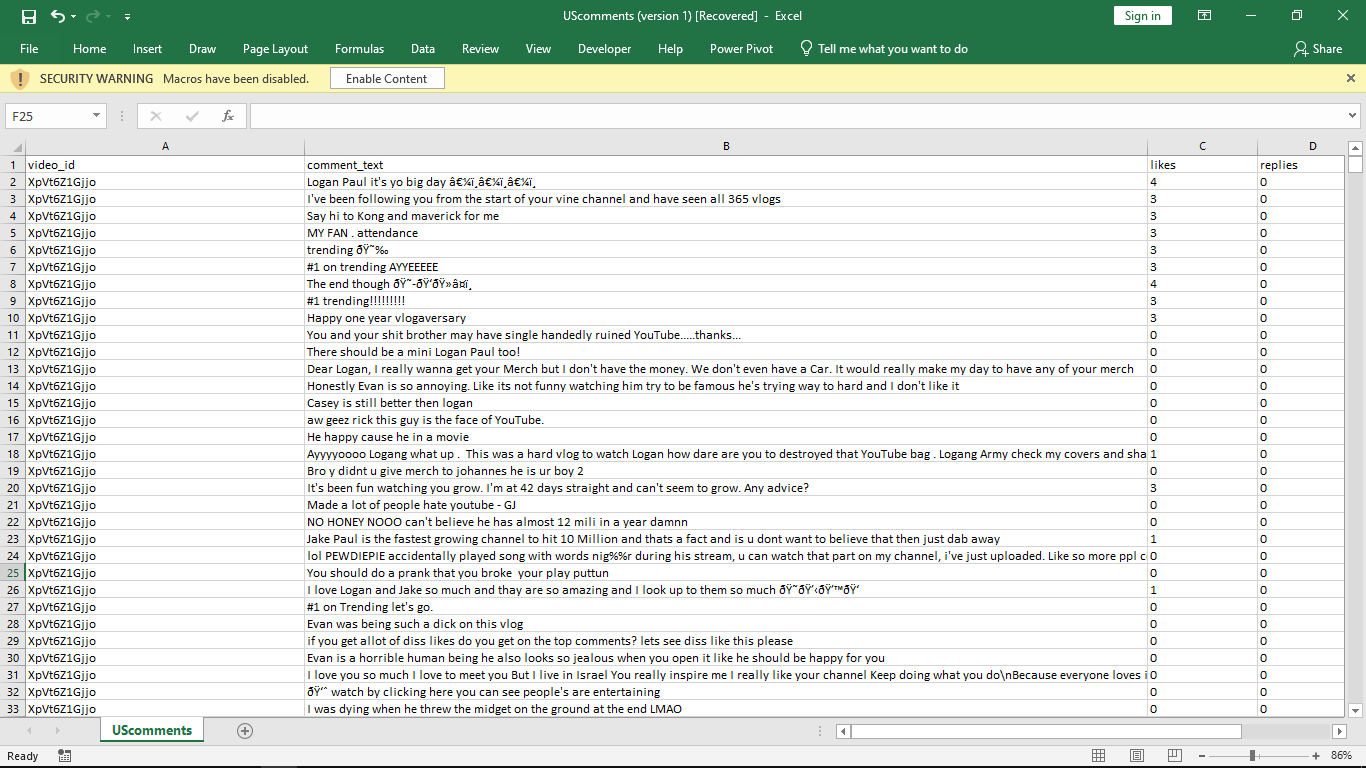 UScomments (version 1) [Recovered] - Excel
Sign in
File Home Insert Draw Page Layout Formulas Data Review View Developer Help Power Pivot Tell me what you want to do Share
SECURITY WARNING Macros have been disabled. Enable Content
F25 fx
A B C D
1 video_id comment_text likes replies
2 XpVt6Z1Gjjo Logan Paul it's yo big day â€¼ï¸â€¼ï¸â€¼ï¸ 4 0
3 XpVt6Z1Gjjo I've been following you from the start of your vine channel and have seen all 365 vlogs 3 0
4 XpVt6Z1Gjjo Say hi to Kong and maverick for me 3 0
5 XpVt6Z1Gjjo MY FAN . attendance 3 0
6 XpVt6Z1Gjjo trending ðŸ˜‰ 3 0
7 XpVt6Z1Gjjo #1 on trending AYYEEEEE 3 0
8 XpVt6Z1Gjjo The end though ðŸ˜-ðŸ‘ðŸ»â¤ï¸ 4 0
9 XpVt6Z1Gjjo #1 trending!!!!!!!!! 3 0
10 XpVt6Z1Gjjo Happy one year vlogaversary 3 0
11 XpVt6Z1Gjjo You and your shit brother may have single handedly ruined YouTube.....thanks... 0 0
12 XpVt6Z1Gjjo There should be a mini Logan Paul too! 0 0
13 XpVt6Z1Gjjo Dear Logan, I really wanna get your Merch but I don't have the money. We don't even have a Car. It would really make my day to have any of your merch 0 0
14 XpVt6Z1Gjjo Honestly Evan is so annoying. Like its not funny watching him try to be famous he's trying way to hard and I don't like it 0 0
15 XpVt6Z1Gjjo Casey is still better then logan 0 0
16 XpVt6Z1Gjjo aw geez rick this guy is the face of YouTube. 0 0
17 XpVt6Z1Gjjo He happy cause he in a movie 0 0
18 XpVt6Z1Gjjo Ayyyyoooo Logang what up . This was a hard vlog to watch Logan how dare are you to destroyed that YouTube bag . Logang Army check my covers and sha 1 0
19 XpVt6Z1Gjjo Bro y didnt u give merch to johannes he is ur boy 2 0 0
20 XpVt6Z1Gjjo It's been fun watching you grow. I'm at 42 days straight and can't seem to grow. Any advice? 3 0
21 XpVt6Z1Gjjo Made a lot of people hate youtube - GJ 0 0
22 XpVt6Z1Gjjo NO HONEY NOOO can't believe he has almost 12 mili in a year damnn 0 0
23 XpVt6Z1Gjjo Jake Paul is the fastest growing channel to hit 10 Million and thats a fact and is u dont want to believe that then just dab away 1 0
24 XpVt6Z1Gjjo lol PEWDIEPIE accidentally played song with words nig%%r during his stream, u can watch that part on my channel, i've just uploaded. Like so more ppl c 0 0
25 XpVt6Z1Gjjo You should do a prank that you broke your play puttun 0 0
26 XpVt6Z1Gjjo I love Logan and Jake so much and thay are so amazing and I look up to them so much ðŸ˜ðŸ‘‹ðŸ’™ðŸ‘ 1 0
27 XpVt6Z1Gjjo #1 on Trending let's go. 0 0
28 XpVt6Z1Gjjo Evan was being such a dick on this vlog 0 0
29 XpVt6Z1Gjjo if you get allot of diss likes do you get on the top comments? lets see diss like this please 0 0
30 XpVt6Z1Gjjo Evan is a horrible human being he also looks so jealous when you open it like he should be happy for you 0 0
31 XpVt6Z1Gjjo I love you so much I love to meet you But I live in Israel You really inspire me I really like your channel Keep doing what you do\nBecause everyone loves i 0 0
32 XpVt6Z1Gjjo ðŸ‘ˆ watch by clicking here you can see people's are entertaining 0 0
33 XpVt6Z1Gjjo I was dying when he threw the midget on the ground at the end LMAO 0 0
UScomments
Ready 86%